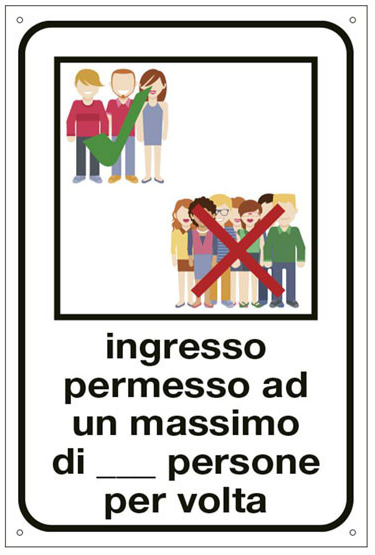 ingresso
permesso ad
un massimo
di ___ persone
per volta